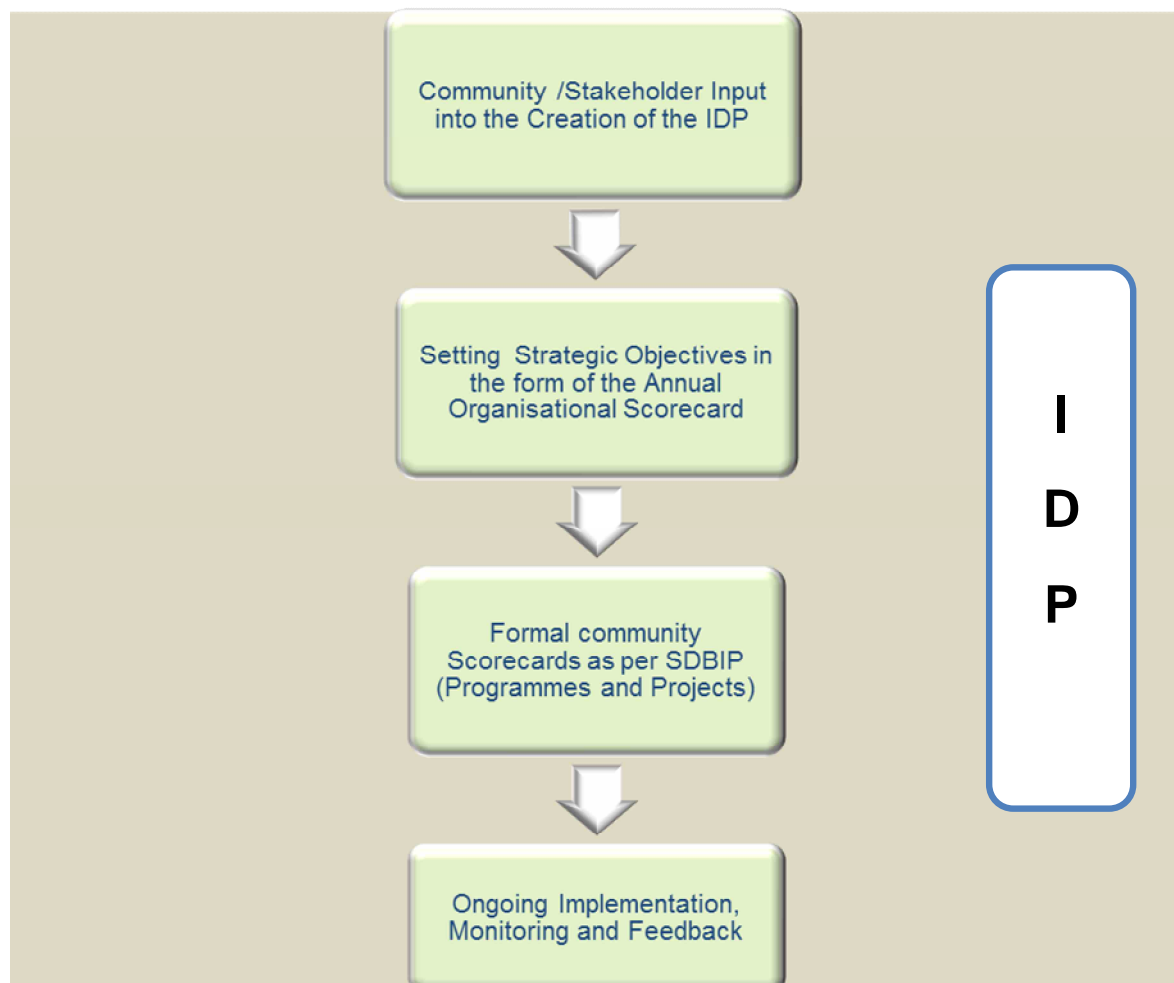 Community /Stakeholder Input
into the Creation of the IDP
Setting Strategic Objectives in
the form of the Annual
Organisational Scorecard
Formal community
Scorecards as per SDBIP
(Programmes and Projects)
Ongoing Implementation,
Monitoring and Feedback
I
D
P